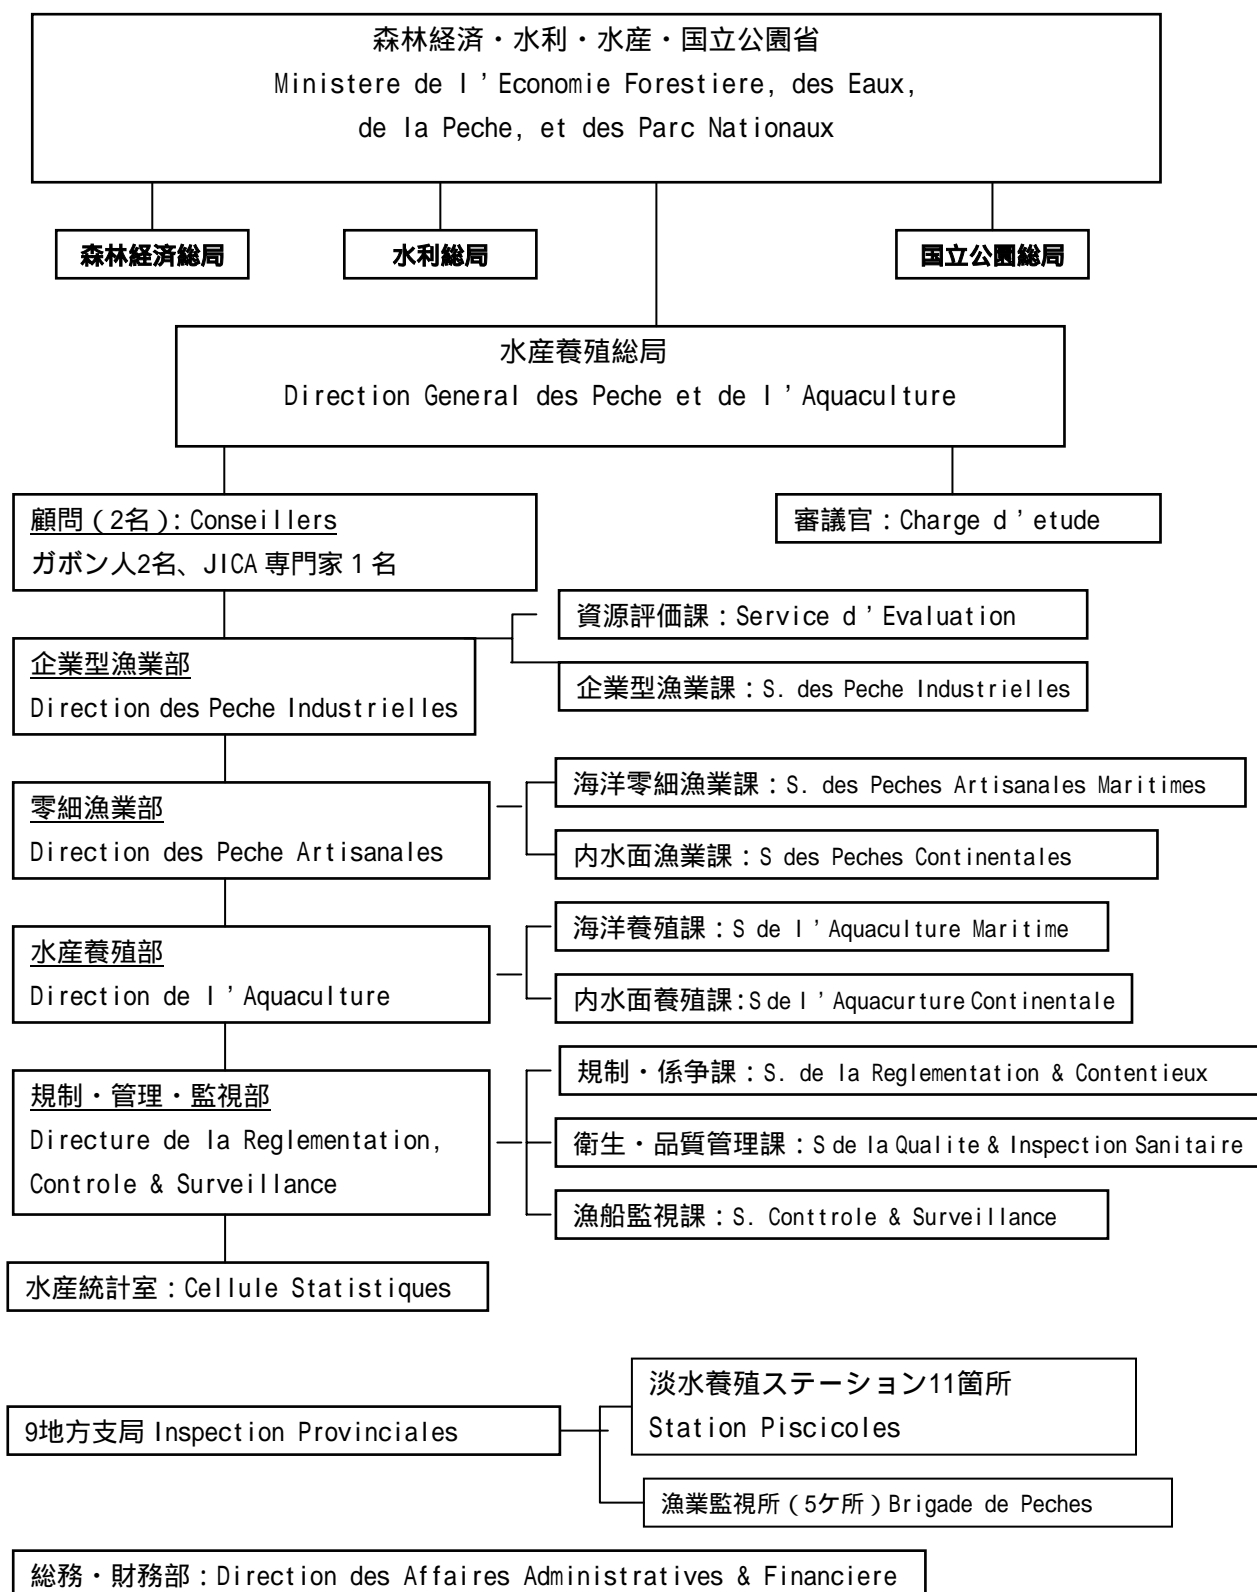 森林経済・水利・水産・国立公園省
Ministere de l'Economie Forestiere, des Eaux,
de la Peche, et des Parc Nationaux
森林経済総局
水利総局
国立公園総局
水産養殖総局
Direction General des Peche et de l'Aquaculture
顧問（2名）: Conseillers
ガボン人2名、JICA 専門家１名
審議官：Charge d'etude
資源評価課：Service d'Evaluation
企業型漁業部
Direction des Peche Industrielles
企業型漁業課：S. des Peche Industrielles
零細漁業部
Direction des Peche Artisanales
海洋零細漁業課：S. des Peches Artisanales Maritimes
内水面漁業課：S des Peches Continentales
水産養殖部
Direction de l'Aquaculture
海洋養殖課：S de l'Aquaculture Maritime
内水面養殖課：S de l'Aquacurture Continentale
規制・管理・監視部
Directure de la Reglementation,
Controle & Surveillance
規制・係争課：S. de la Reglementation & Contentieux
衛生・品質管理課：S de la Qualite & Inspection Sanitaire
漁船監視課：S. Conttrole & Surveillance
水産統計室：Cellule Statistiques
9地方支局 Inspection Provinciales
淡水養殖ステーション11箇所
Station Piscicoles
漁業監視所（5ケ所）Brigade de Peches
総務・財務部：Direction des Affaires Administratives & Financiere